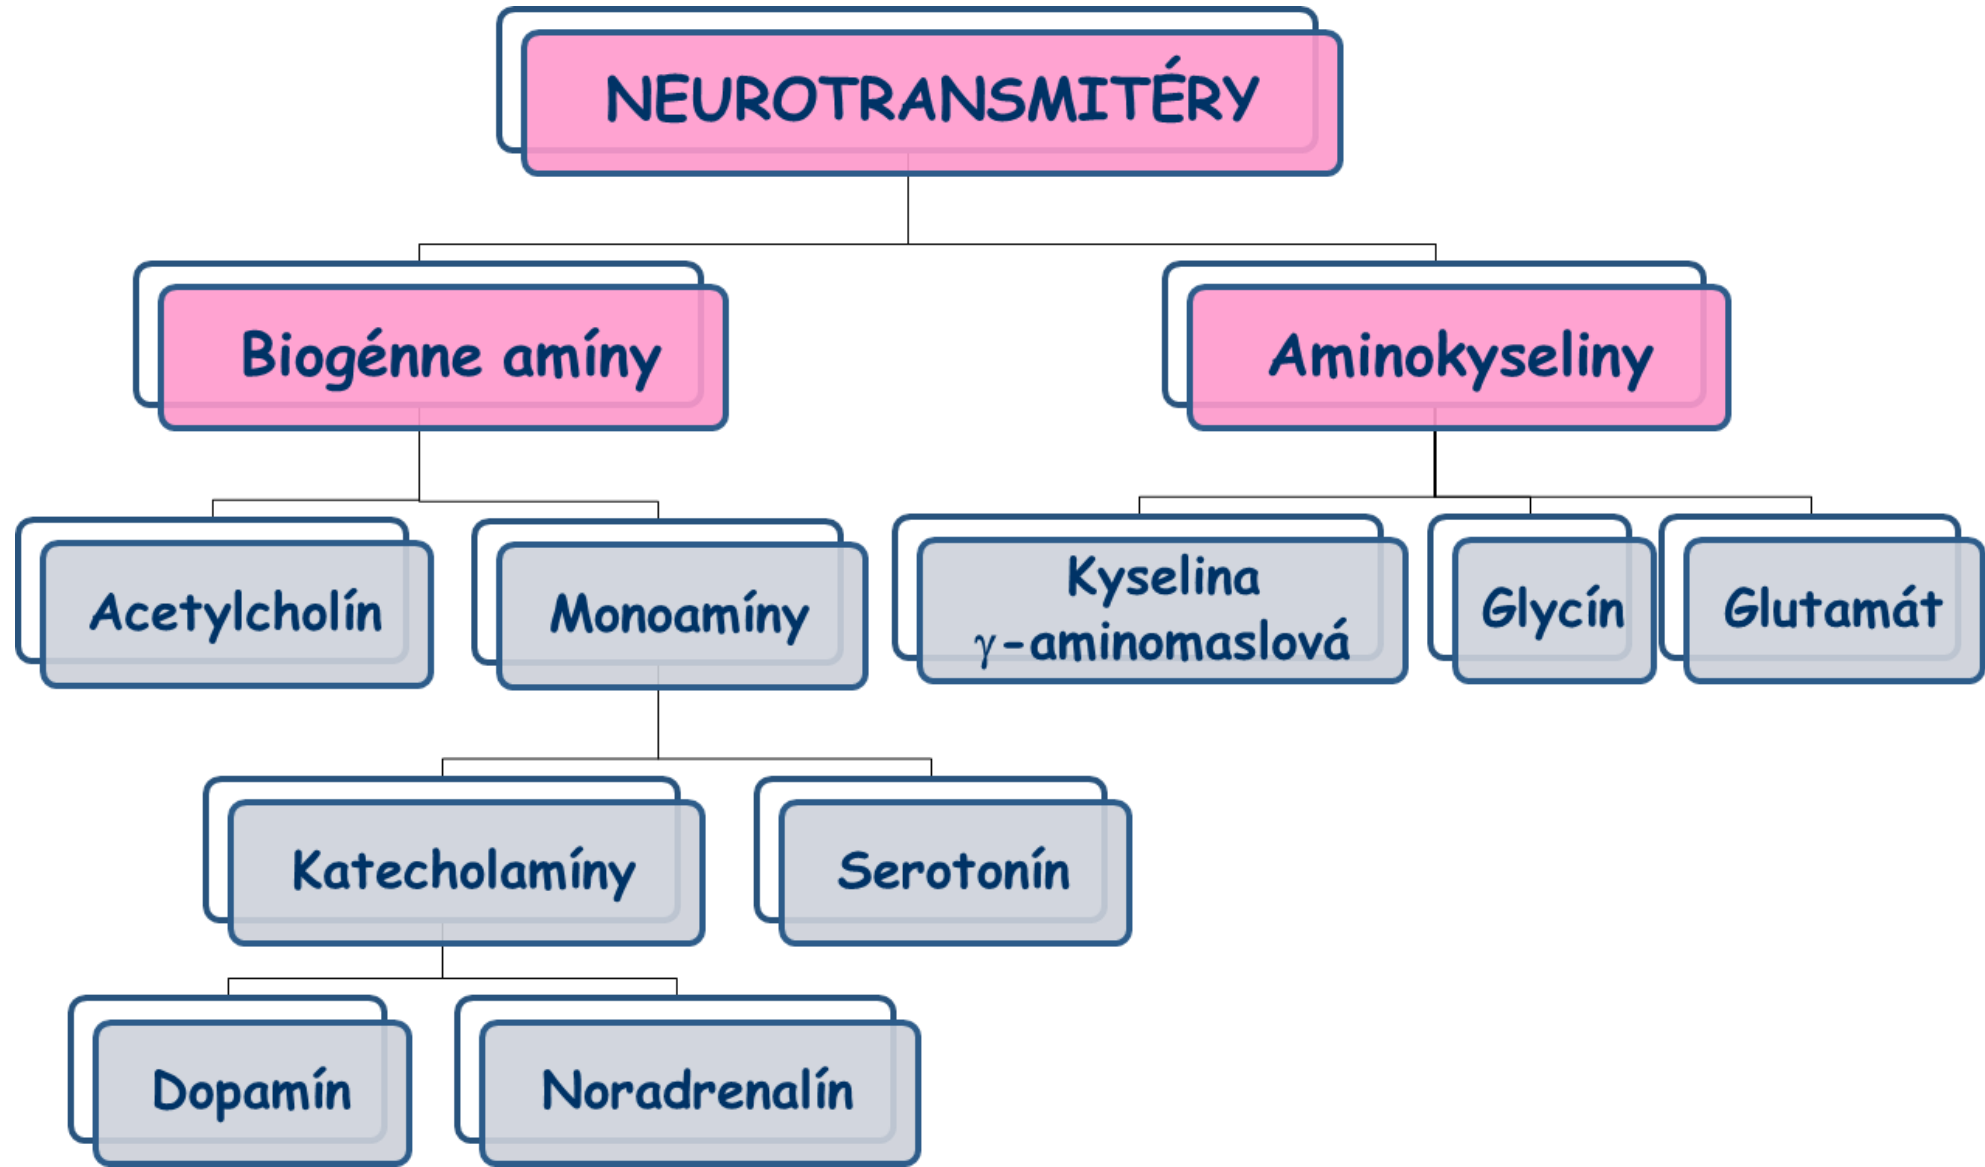 NEUROTRANSMITÉRY
Biogénne amíny
Aminokyseliny
Acetylcholín
Monoamíny
Kyselina
γ-aminomaslová
Glycín
Glutamát
Katecholamíny
Serotonín
Dopamín
Noradrenalín